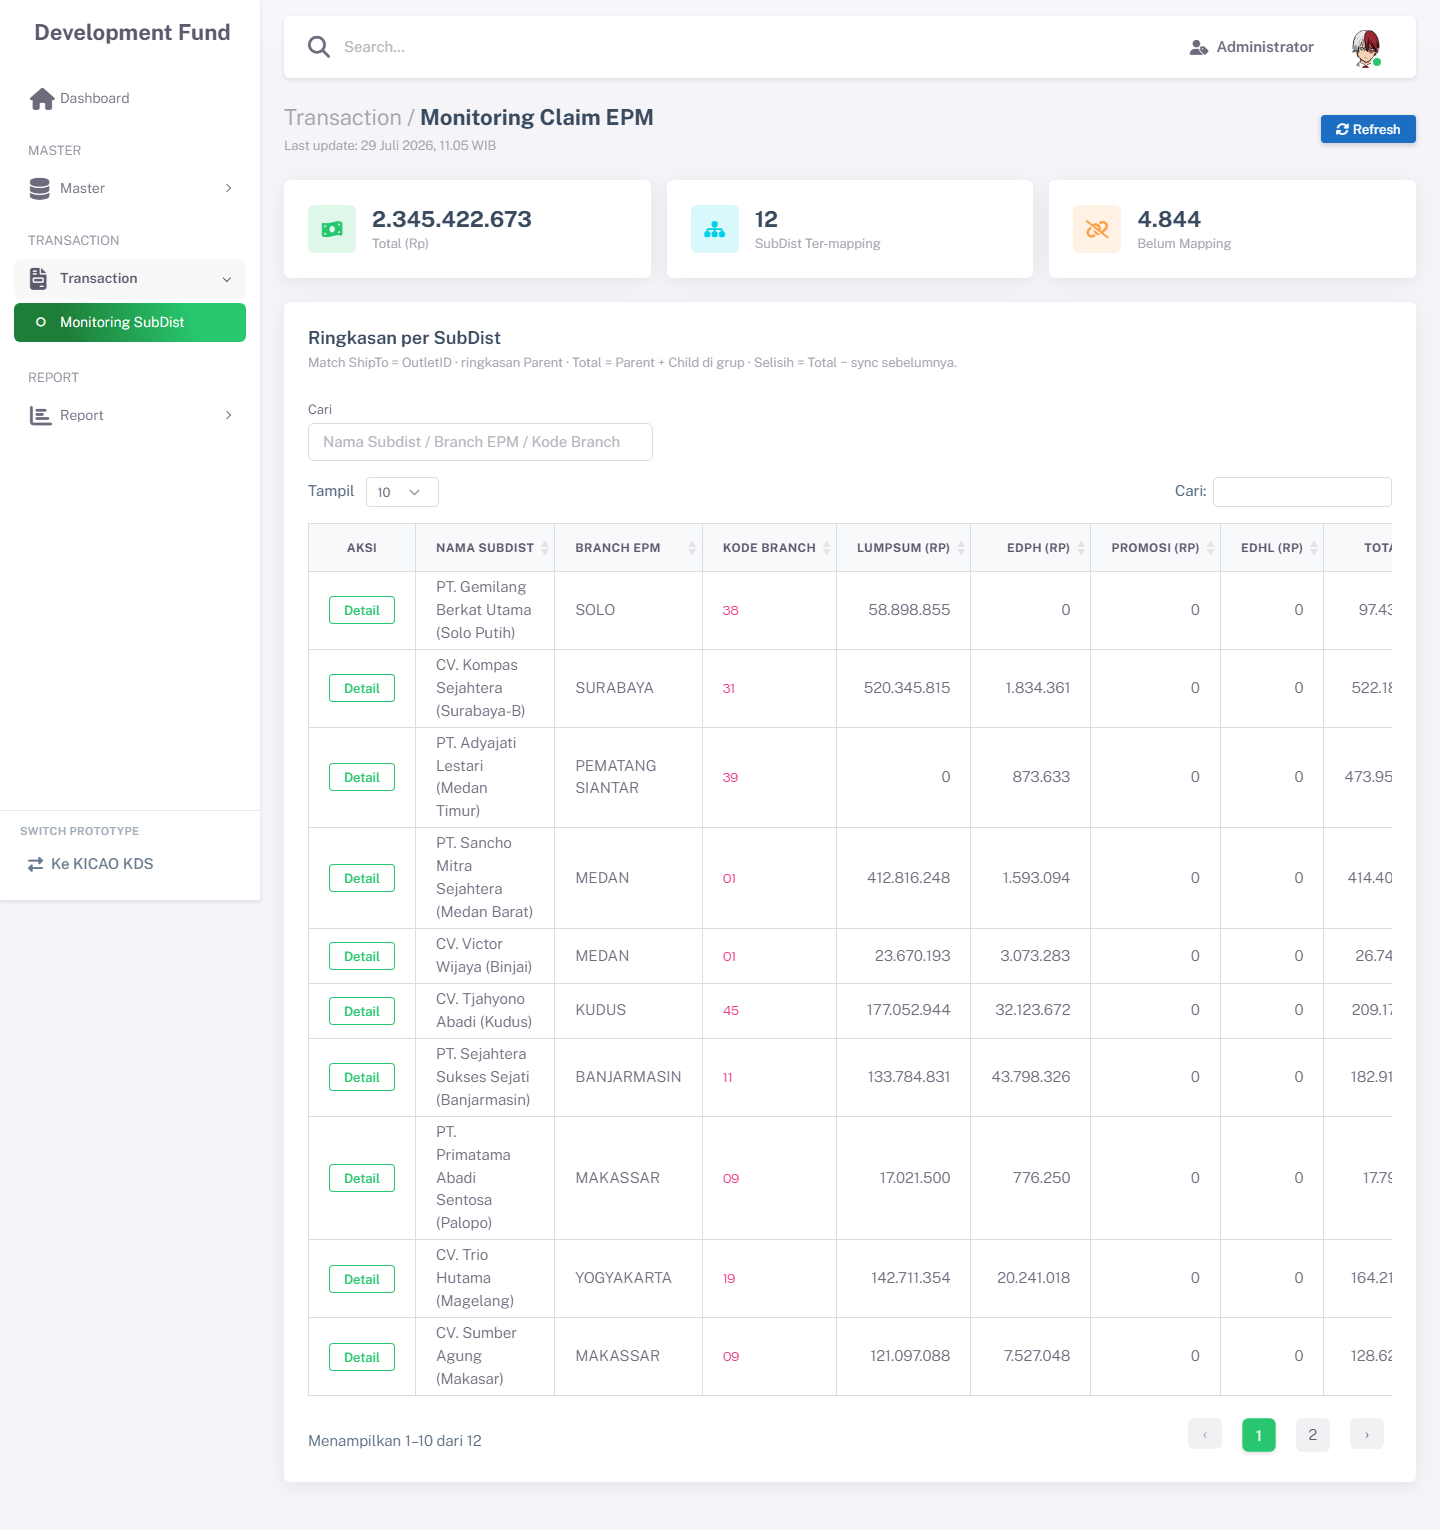 Development Fund
Dashboard
MASTER
Master
TRANSACTION
Transaction
Monitoring SubDist
REPORT
Report
SWITCH PROTOTYPE
Ke KICAO KDS
Search...
Administrator
Transaction / Monitoring Claim EPM
Last update: 29 Juli 2026, 11.05 WIB
Refresh
2.345.422.673
Total (Rp)
12
SubDist Ter-mapping
4.844
Belum Mapping
Ringkasan per SubDist
Match ShipTo = OutletID · ringkasan Parent · Total = Parent + Child di grup · Selisih = Total − sync sebelumnya.
Cari
Nama Subdist / Branch EPM / Kode Branch
Tampil 10
Cari:
AKSI NAMA SUBDIST BRANCH EPM KODE BRANCH LUMPSUM (RP) EDPH (RP) PROMOSI (RP) EDHL (RP) TOTA
PT. Gemilang
Berkat Utama
(Solo Putih)
Detail SOLO 38 58.898.855 0 0 0 97.43
CV. Kompas
Sejahtera
(Surabaya-B)
Detail SURABAYA 31 520.345.815 1.834.361 0 0 522.18
PT. Adyajati
Lestari
(Medan
Timur)
Detail PEMATANG
SIANTAR
39 0 873.633 0 0 473.95
PT. Sancho
Mitra
Sejahtera
(Medan Barat)
Detail MEDAN 01 412.816.248 1.593.094 0 0 414.40
CV. Victor
Wijaya (Binjai)
Detail MEDAN 01 23.670.193 3.073.283 0 0 26.74
CV. Tjahyono
Abadi (Kudus)
Detail KUDUS 45 177.052.944 32.123.672 0 0 209.17
PT. Sejahtera
Sukses Sejati
(Banjarmasin)
Detail BANJARMASIN 11 133.784.831 43.798.326 0 0 182.91
PT.
Primatama
Abadi
Sentosa
(Palopo)
Detail MAKASSAR 09 17.021.500 776.250 0 0 17.79
CV. Trio
Hutama
(Magelang)
Detail YOGYAKARTA 19 142.711.354 20.241.018 0 0 164.21
CV. Sumber
Agung
(Makasar)
Detail MAKASSAR 09 121.097.088 7.527.048 0 0 128.62
Menampilkan 1–10 dari 12
‹ 1 2 ›